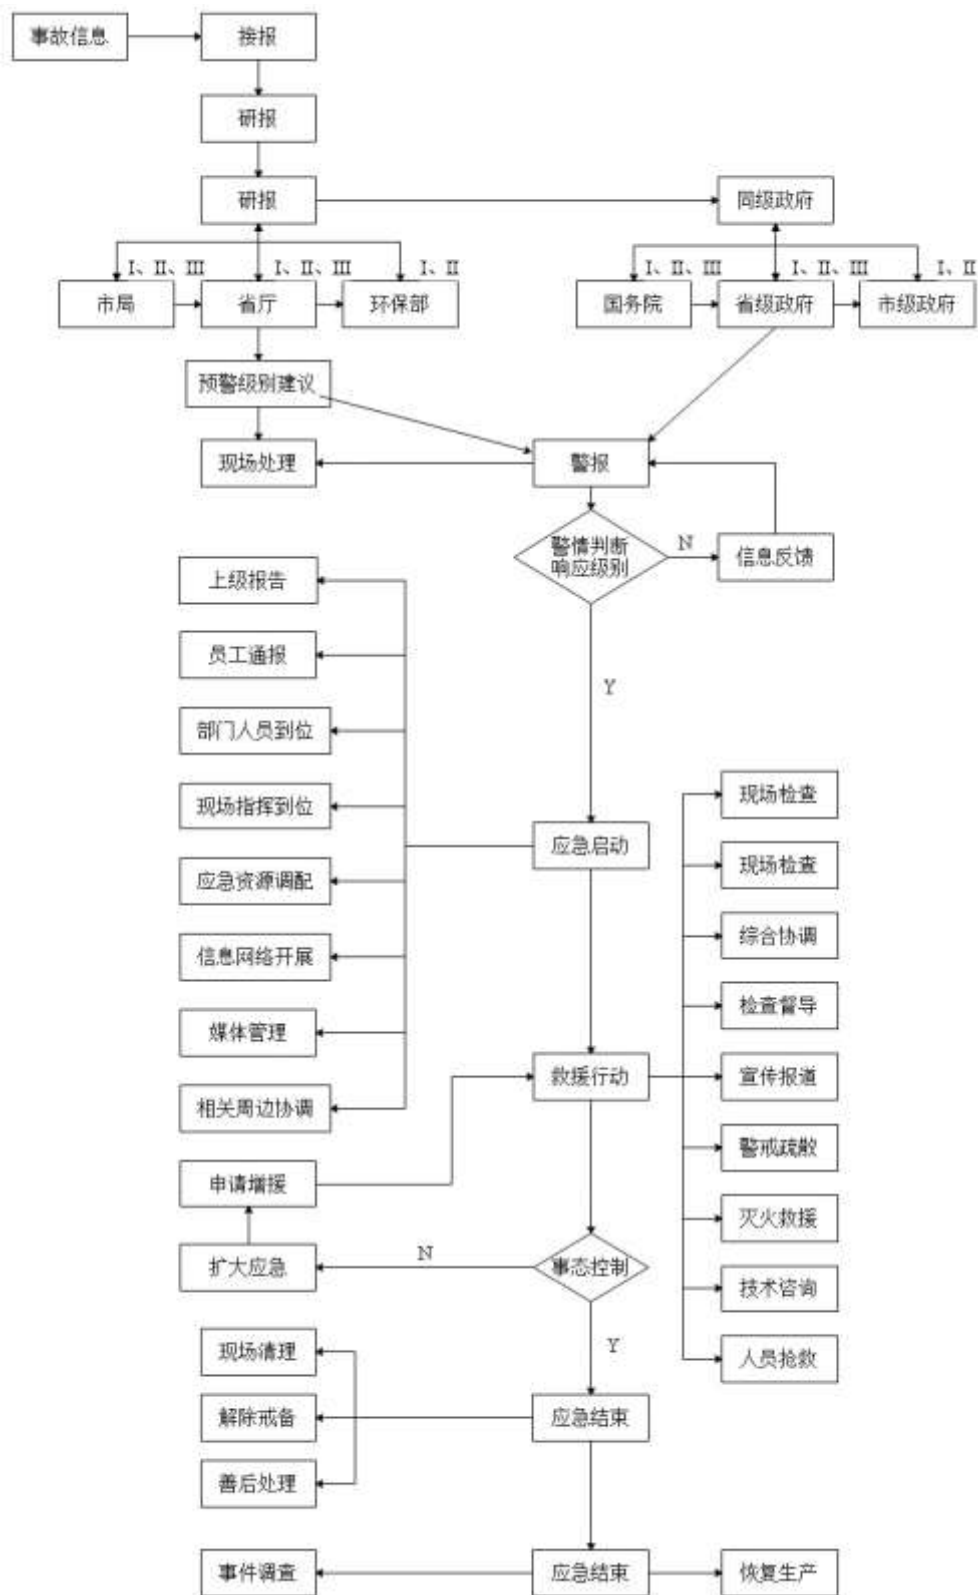 事故信息
接报
研报
研报
同级政府
I、II、III
I、II、III
I、II
I、II、III
I、II、III
I、II
市局
省厅
环保部
国务院
省级政府
市级政府
预警级别建议
现场处理
警报
警情判断
响应级别
N
信息反馈
上级报告
员工通报
Y
部门人员到位
现场检查
现场指挥到位
应急启动
现场检查
应急资源调配
综合协调
信息网络开展
检查督导
媒体管理
救援行动
宣传报道
相关周边协调
警戒疏散
申请增援
灭火救援
扩大应急
N
事态控制
技术咨询
现场清理
Y
人员抢救
解除戒备
应急结束
善后处理
事件调查
应急结束
恢复生产